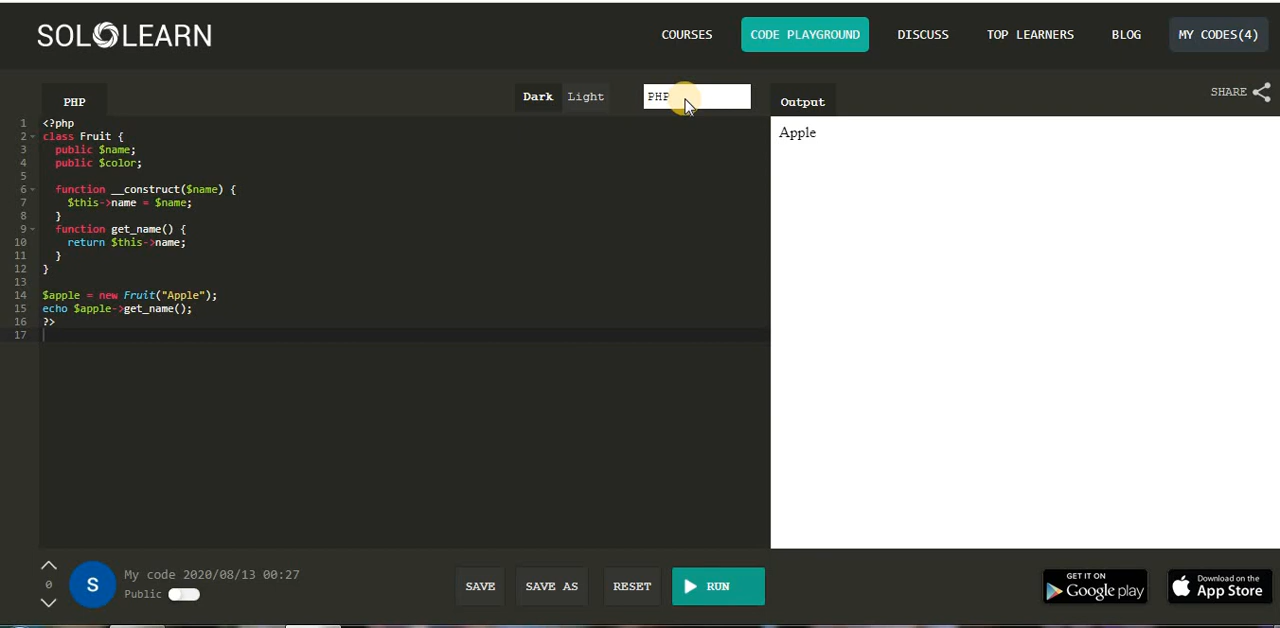 SOLOLEARN
COURSES
CODE PLAYGROUND
DISCUSS
TOP LEARNERS
BLOG
MY CODES(4)
PHP
Dark
Light
PHP
Output
SHARE
1 <?php
2 class Fruit {
3   public $name;
4   public $color;
5
6   function __construct($name) {
7     $this->name = $name;
8   }
9   function get_name() {
10     return $this->name;
11   }
12 }
13
14 $apple = new Fruit("Apple");
15 echo $apple->get_name();
16 ?>
17
Apple
0
S
My code 2020/08/13 00:27
Public
SAVE
SAVE AS
RESET
RUN
GET IT ON
Google play
Download on the
App Store